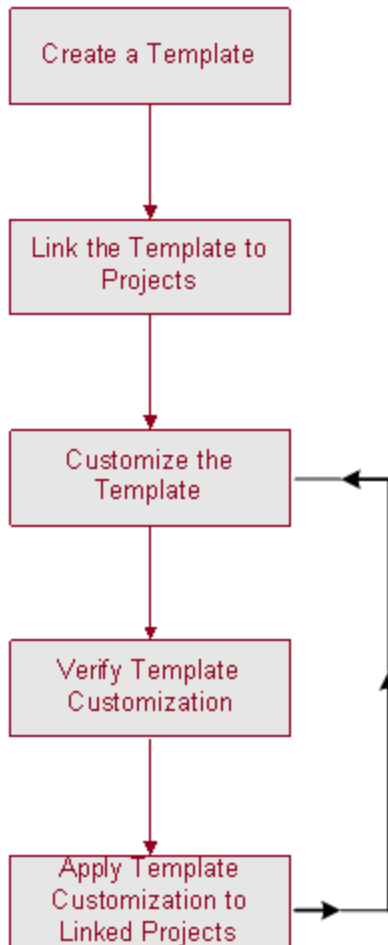 Create a Template
Link the Template to
Projects
Customize the
Template
Verify Template
Customization
Apply Template
Customization to
Linked Projects